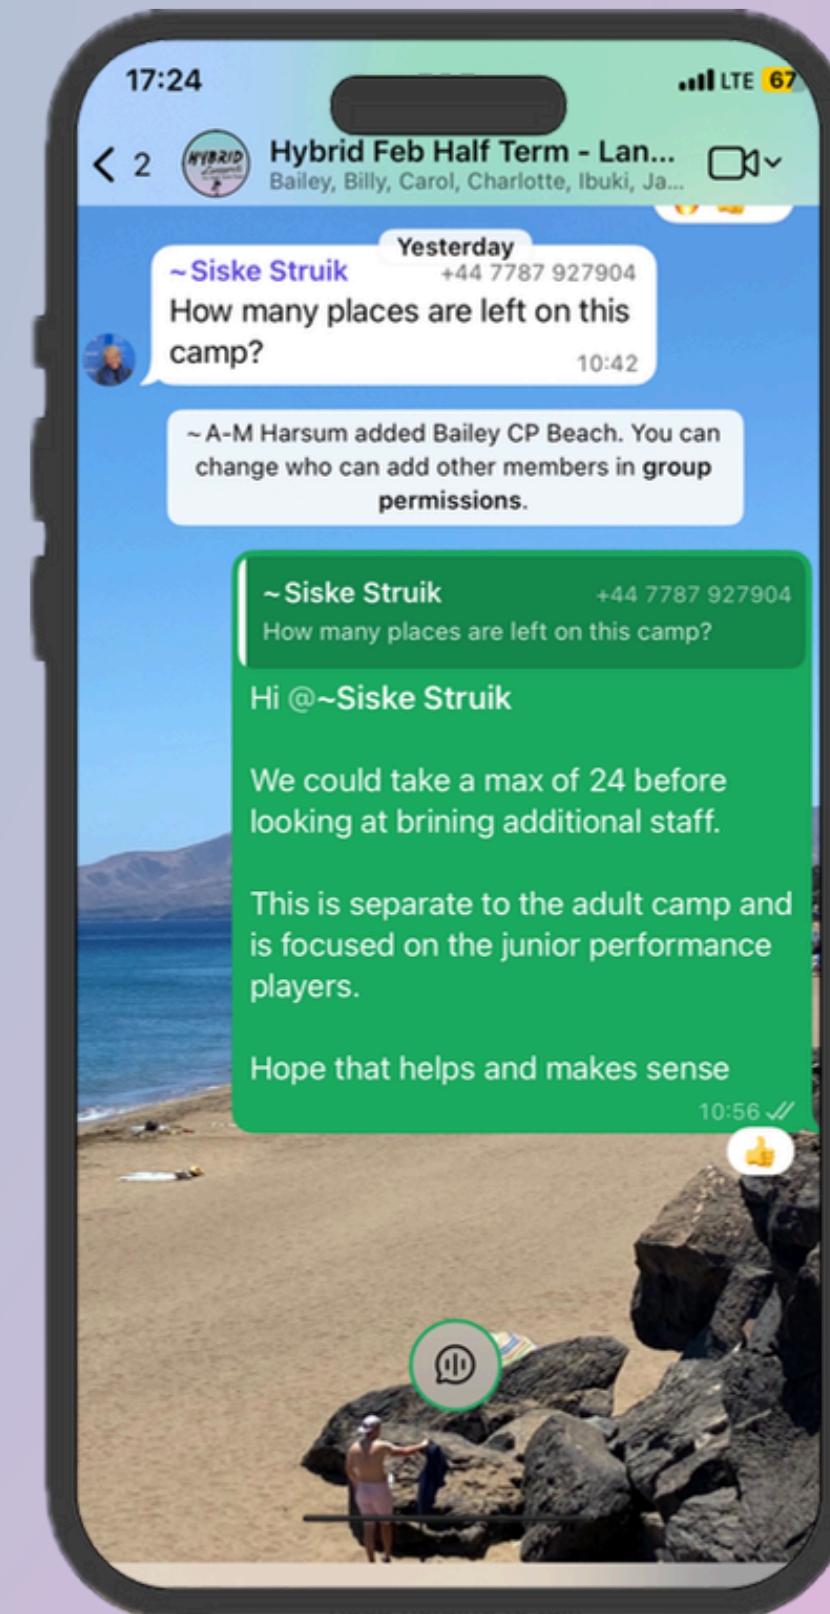 17:24
LTE 67
2
HYBRID
Hybrid Feb Half Term - Lan...
Bailey, Billy, Carol, Charlotte, Ibuki, Ja...
Yesterday
~Siske Struik +44 7787 927904
How many places are left on this
camp?
10:42
~A-M Harsum added Bailey CP Beach. You can
change who can add other members in group
permissions.
~Siske Struik +44 7787 927904
How many places are left on this camp?
Hi @~Siske Struik
We could take a max of 24 before
looking at brining additional staff.
This is separate to the adult camp and
is focused on the junior performance
players.
Hope that helps and makes sense
10:56